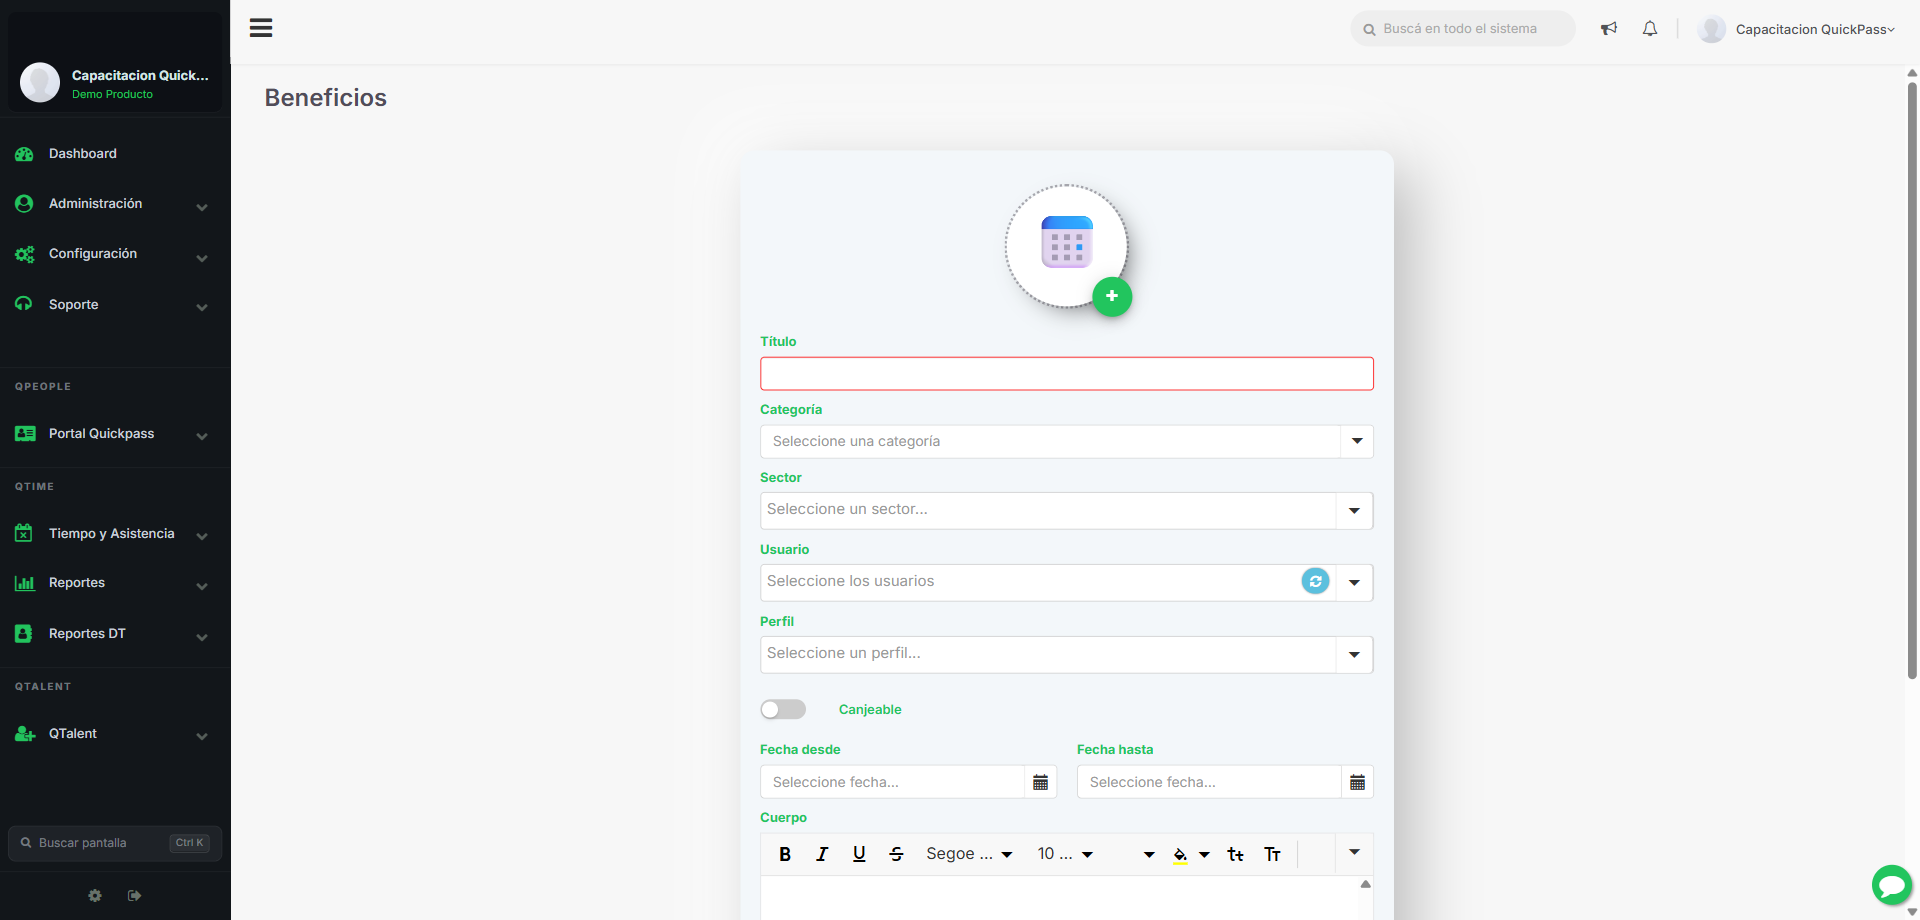 Capacitacion Quick...
Demo Producto
Dashboard
Administración
Configuración
Soporte
QPEOPLE
Portal Quickpass
QTIME
Tiempo y Asistencia
Reportes
Reportes DT
QTALENT
QTalent
Buscar pantalla
Ctrl K
Buscá en todo el sistema
Capacitacion QuickPass
Beneficios
Título
Categoría
Seleccione una categoría
Sector
Seleccione un sector...
Usuario
Seleccione los usuarios
Perfil
Seleccione un perfil...
Canjeable
Fecha desde
Fecha hasta
Seleccione fecha...
Seleccione fecha...
Cuerpo
B I U S Segoe ... 10 ... Tt